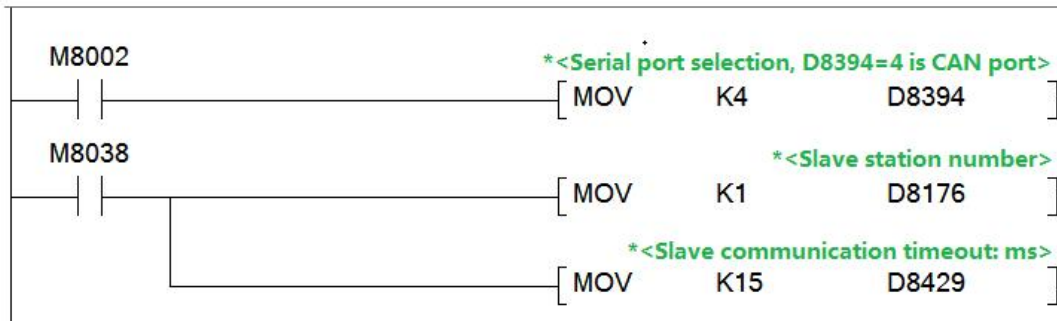 M8002
*<Serial port selection, D8394=4 is CAN port>
[ MOV K4 D8394 ]
M8038
*<Slave station number>
[ MOV K1 D8176 ]
*<Slave communication timeout: ms>
[ MOV K15 D8429 ]